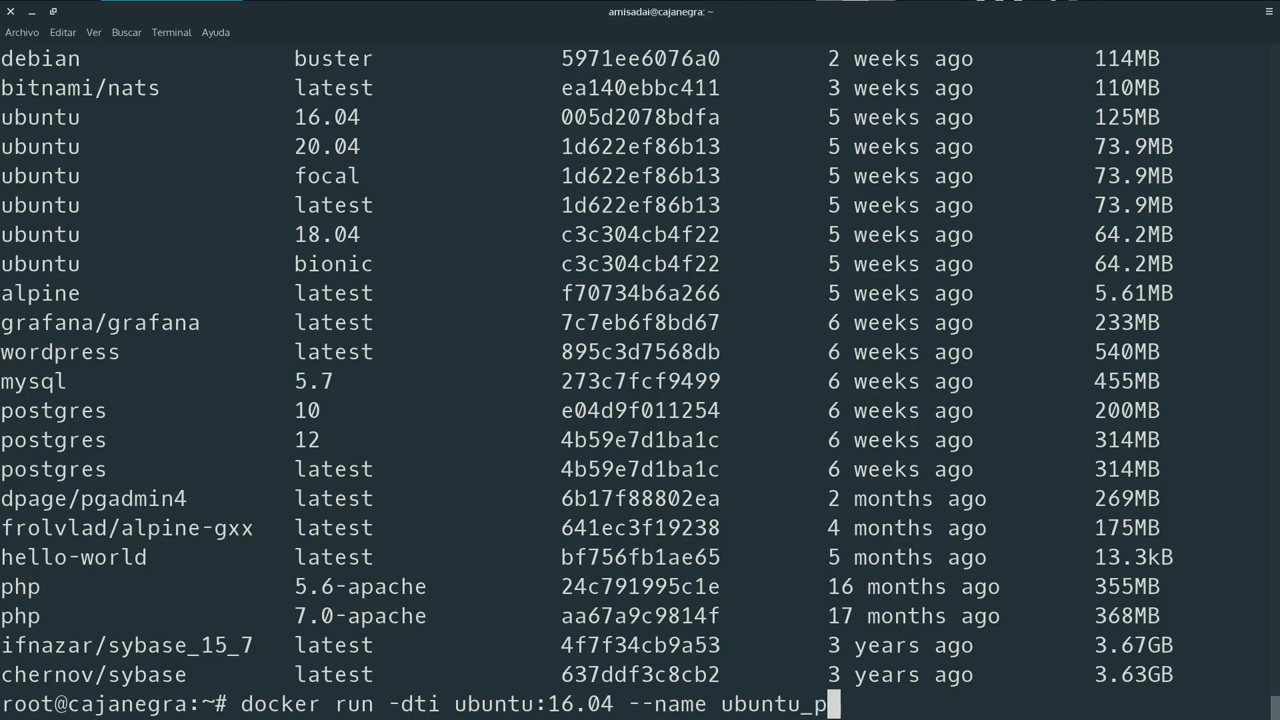 amisadai@cajanegra: ~
Archivo Editar Ver Buscar Terminal Ayuda
debian buster 5971ee6076a0 2 weeks ago 114MB
bitnami/nats latest ea140ebbc411 3 weeks ago 110MB
ubuntu 16.04 005d2078bdfa 5 weeks ago 125MB
ubuntu 20.04 1d622ef86b13 5 weeks ago 73.9MB
ubuntu focal 1d622ef86b13 5 weeks ago 73.9MB
ubuntu latest 1d622ef86b13 5 weeks ago 73.9MB
ubuntu 18.04 c3c304cb4f22 5 weeks ago 64.2MB
ubuntu bionic c3c304cb4f22 5 weeks ago 64.2MB
alpine latest f70734b6a266 5 weeks ago 5.61MB
grafana/grafana latest 7c7eb6f8bd67 6 weeks ago 233MB
wordpress latest 895c3d7568db 6 weeks ago 540MB
mysql 5.7 273c7fcf9499 6 weeks ago 455MB
postgres 10 e04d9f011254 6 weeks ago 200MB
postgres 12 4b59e7d1ba1c 6 weeks ago 314MB
postgres latest 4b59e7d1ba1c 6 weeks ago 314MB
dpage/pgadmin4 latest 6b17f88802ea 2 months ago 269MB
frolvlad/alpine-gxx latest 641ec3f19238 4 months ago 175MB
hello-world latest bf756fb1ae65 5 months ago 13.3kB
php 5.6-apache 24c791995c1e 16 months ago 355MB
php 7.0-apache aa67a9c9814f 17 months ago 368MB
ifnazar/sybase_15_7 latest 4f7f34cb9a53 3 years ago 3.67GB
chernov/sybase latest 637ddf3c8cb2 3 years ago 3.63GB
root@cajanegra:~# docker run -dti ubuntu:16.04 --name ubuntu_p